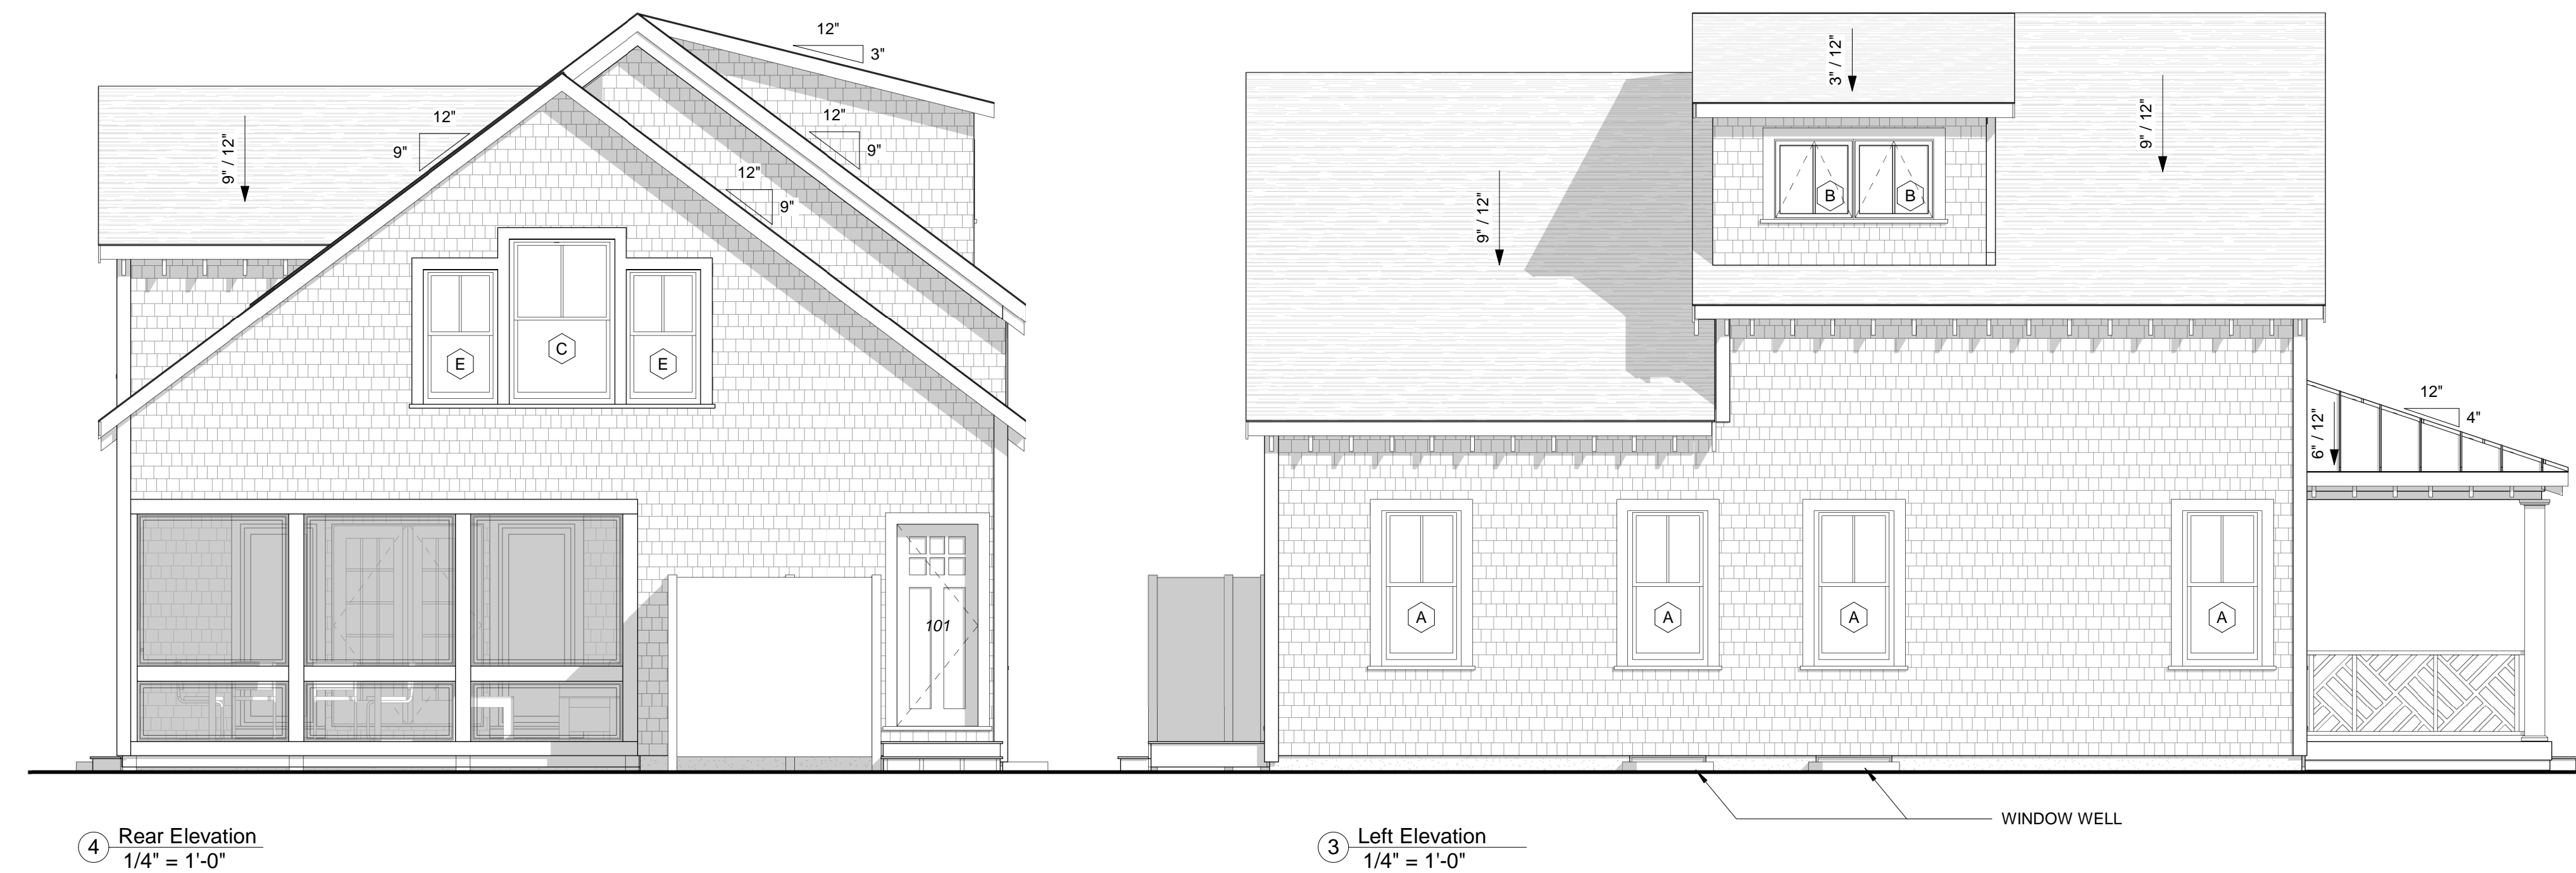 12"
3"
9" / 12"
12"
9"
12"
9"
12"
9"
E
C
E
101
4
Rear Elevation
1/4" = 1'-0"
3" / 12"
9" / 12"
9" / 12"
B
B
12"
4"
6" / 12"
A
A
A
A
WINDOW WELL
3
Left Elevation
1/4" = 1'-0"